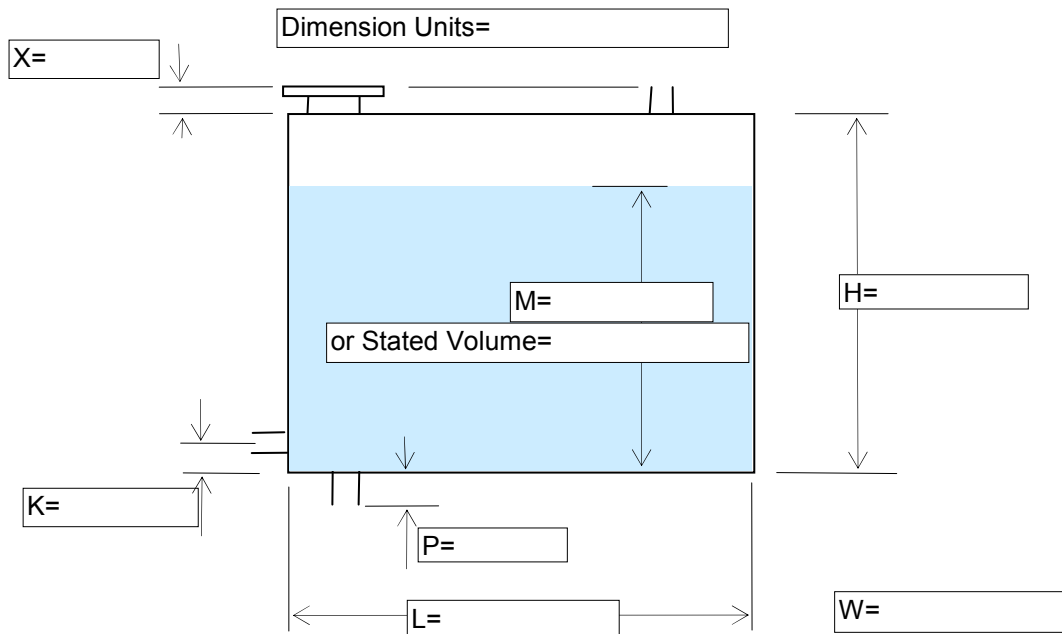 Dimension Units=
X=
M=
H=
or Stated Volume=
K=
P=
L=
W=